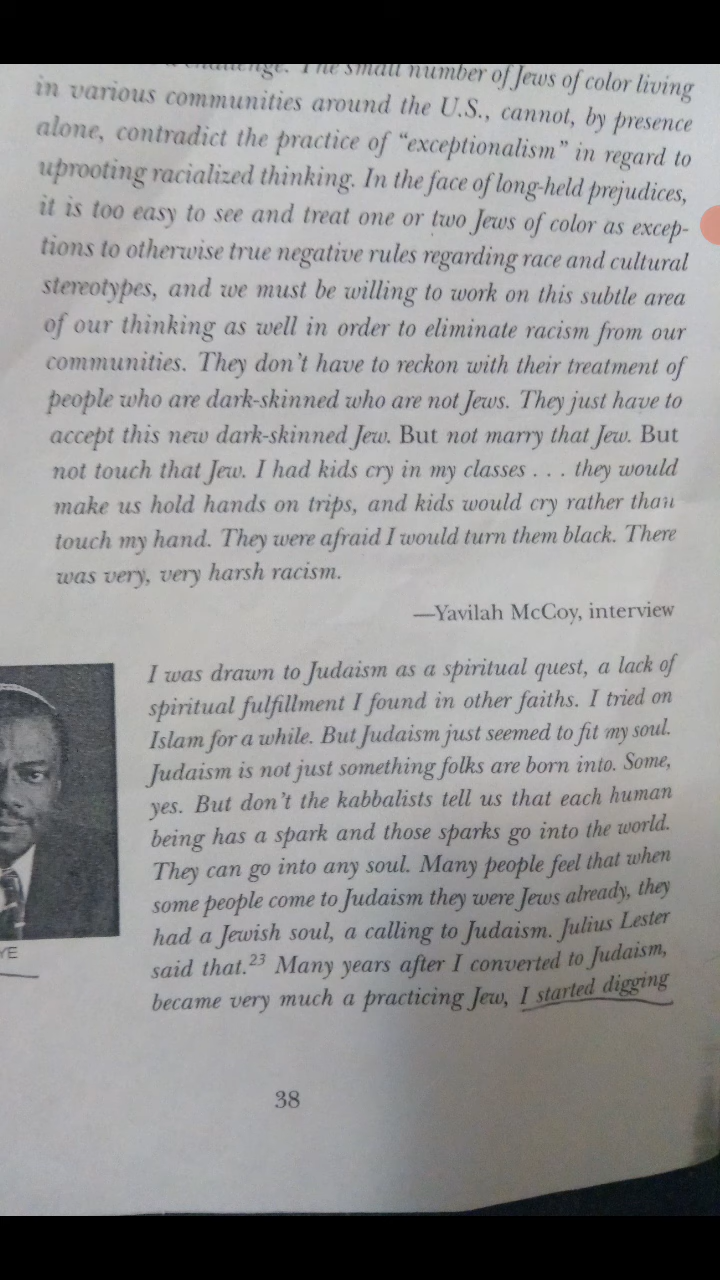 challenge. The small number of Jews of color living
in various communities around the U.S., cannot, by presence
alone, contradict the practice of “exceptionalism” in regard to
uprooting racialized thinking. In the face of long-held prejudices,
it is too easy to see and treat one or two Jews of color as excep-
tions to otherwise true negative rules regarding race and cultural
stereotypes, and we must be willing to work on this subtle area
of our thinking as well in order to eliminate racism from our
communities. They don’t have to reckon with their treatment of
people who are dark-skinned who are not Jews. They just have to
accept this new dark-skinned Jew. But not marry that Jew. But
not touch that Jew. I had kids cry in my classes . . . they would
make us hold hands on trips, and kids would cry rather than
touch my hand. They were afraid I would turn them black. There
was very, very harsh racism.
—Yavilah McCoy, interview
I was drawn to Judaism as a spiritual quest, a lack of
spiritual fulfillment I found in other faiths. I tried on
Islam for a while. But Judaism just seemed to fit my soul.
Judaism is not just something folks are born into. Some,
yes. But don’t the kabbalists tell us that each human
being has a spark and those sparks go into the world.
They can go into any soul. Many people feel that when
some people come to Judaism they were Jews already, they
had a Jewish soul, a calling to Judaism. Julius Lester
said that.23 Many years after I converted to Judaism,
became very much a practicing Jew, I started digging
YE
38